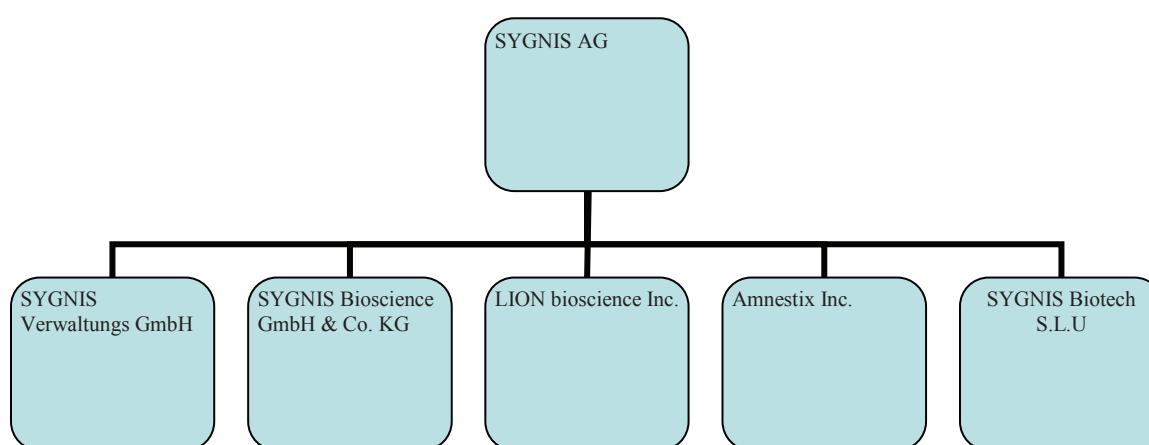 SYGNIS AG
SYGNIS
Verwaltungs GmbH
SYGNIS Bioscience
GmbH & Co. KG
LION bioscience Inc.
Amnestix Inc.
SYGNIS Biotech
S.L.U